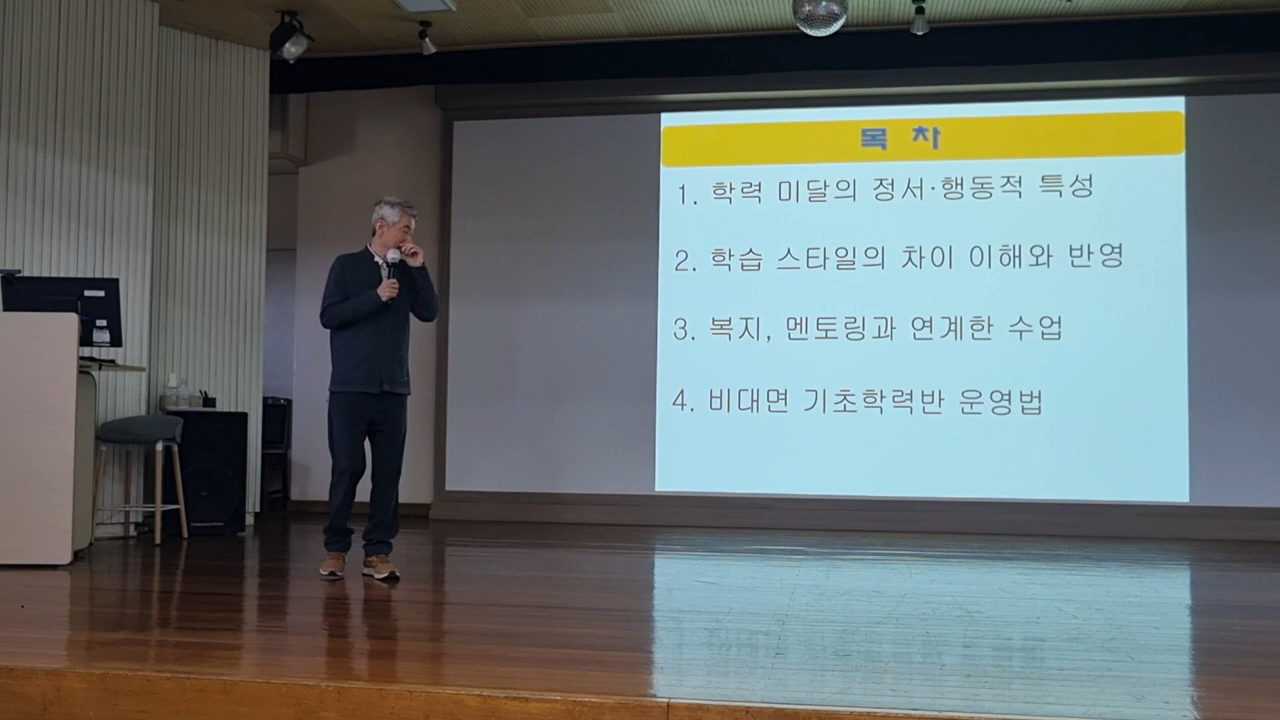 목 차
1. 학력 미달의 정서·행동적 특성
2. 학습 스타일의 차이 이해와 반영
3. 복지, 멘토링과 연계한 수업
4. 비대면 기초학력반 운영법